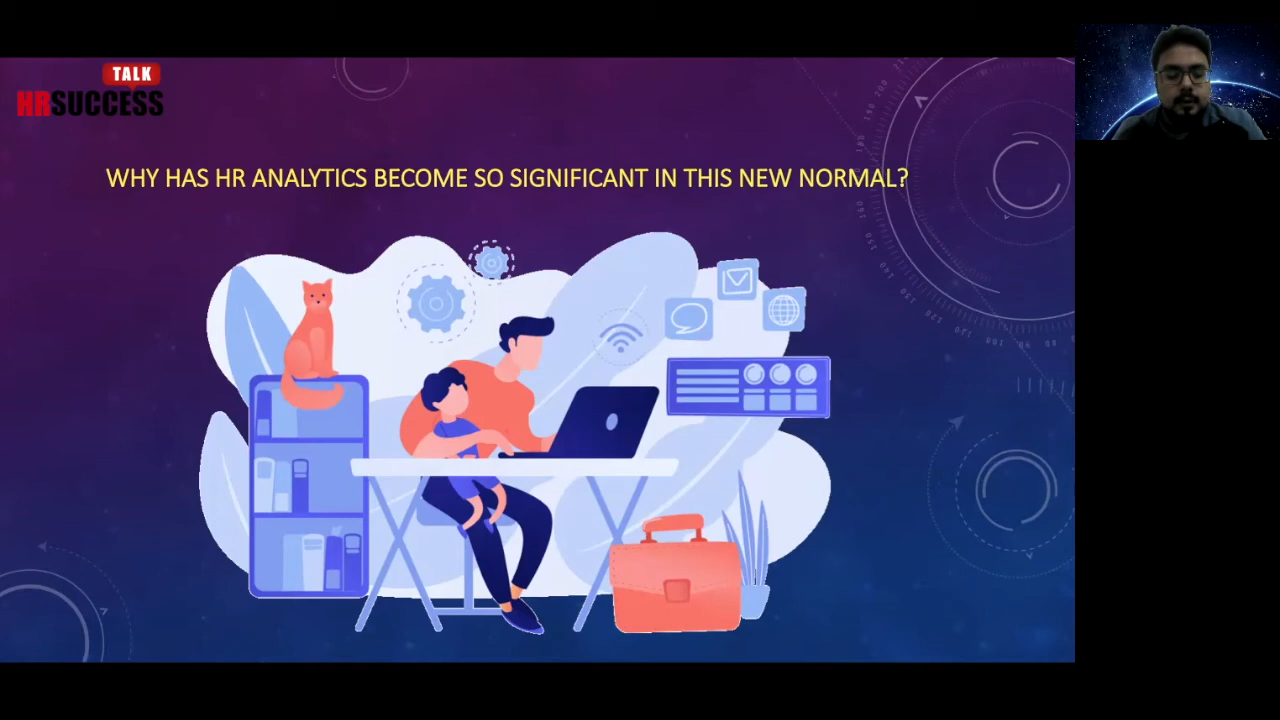 TALK
HRSUCCESS
WHY HAS HR ANALYTICS BECOME SO SIGNIFICANT IN THIS NEW NORMAL?